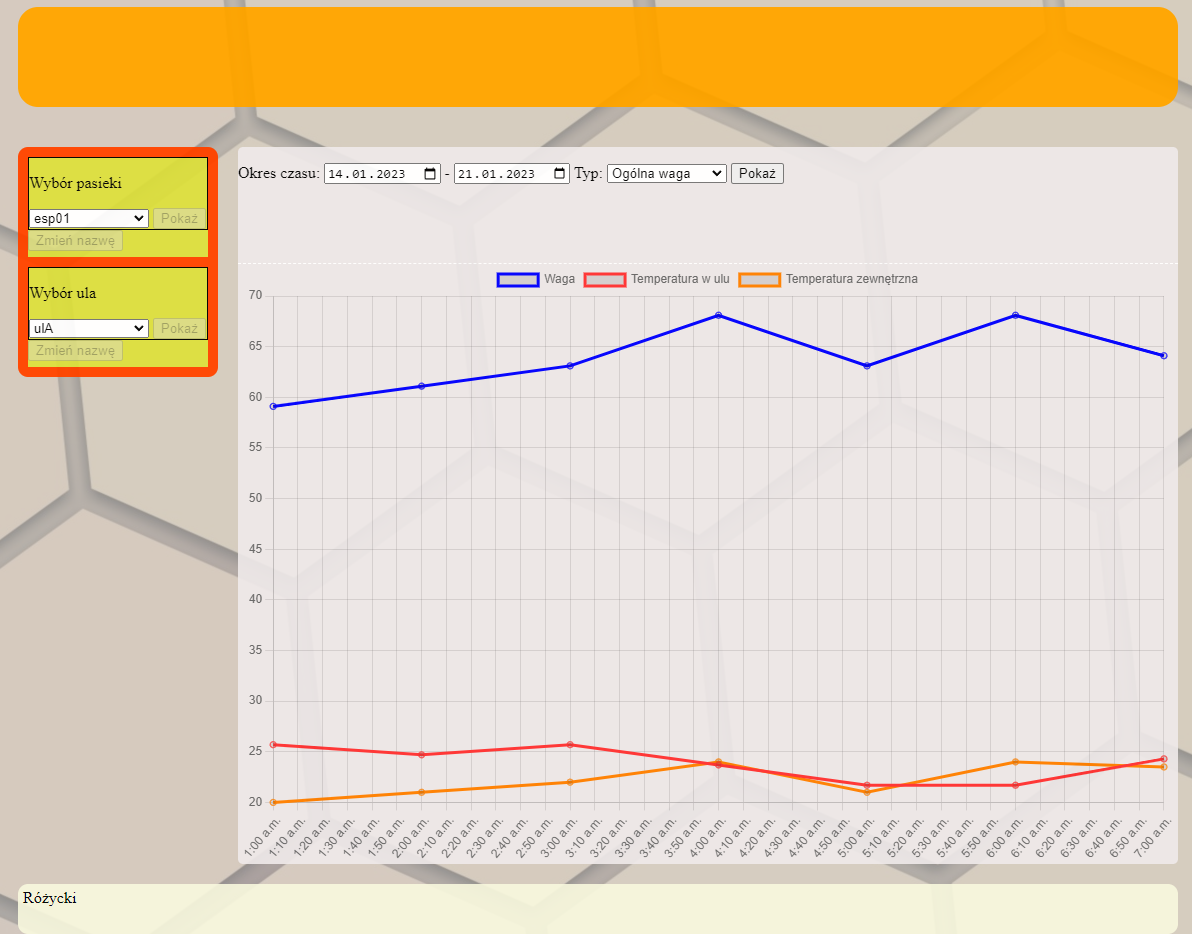 Wybór pasieki
esp01 Pokaż
Zmień nazwę
Wybór ula
ulA Pokaż
Zmień nazwę
Okres czasu: 14.01.2023 - 21.01.2023 Typ: Ogólna waga Pokaż
Waga Temperatura w ulu Temperatura zewnętrzna
70
65
60
55
50
45
40
35
30
25
20
1:00 a.m. 1:10 a.m. 1:20 a.m. 1:30 a.m. 1:40 a.m. 1:50 a.m. 2:00 a.m. 2:10 a.m. 2:20 a.m. 2:30 a.m. 2:40 a.m. 2:50 a.m. 3:00 a.m. 3:10 a.m. 3:20 a.m. 3:30 a.m. 3:40 a.m. 3:50 a.m. 4:00 a.m. 4:10 a.m. 4:20 a.m. 4:30 a.m. 4:40 a.m. 4:50 a.m. 5:00 a.m. 5:10 a.m. 5:20 a.m. 5:30 a.m. 5:40 a.m. 5:50 a.m. 6:00 a.m. 6:10 a.m. 6:20 a.m. 6:30 a.m. 6:40 a.m. 6:50 a.m. 7:00 a.m.
Różycki